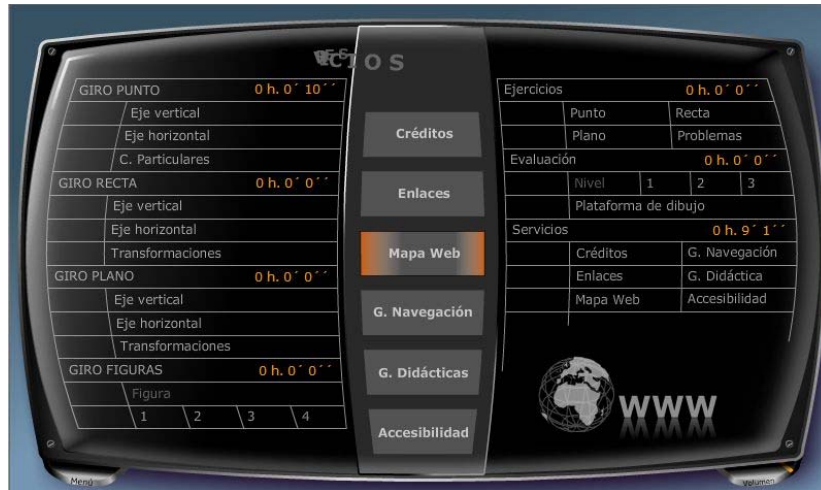 GIRO PUNTO 0 h. 0´ 10´´
Eje vertical
Eje horizontal
C. Particulares
GIRO RECTA 0 h. 0´ 0´´
Eje vertical
Eje horizontal
Transformaciones
GIRO PLANO 0 h. 0´ 0´´
Eje vertical
Eje horizontal
Transformaciones
GIRO FIGURAS 0 h. 0´ 0´´
Figura
1 2 3 4
Créditos
Enlaces
Mapa Web
G. Navegación
G. Didácticas
Accesibilidad
Ejercicios 0 h. 0´ 0´´
Punto Recta
Plano Problemas
Evaluación 0 h. 0´ 0´´
Nivel 1 2 3
Plataforma de dibujo
Servicios 0 h. 9´ 1´´
Créditos G. Navegación
Enlaces G. Didáctica
Mapa Web Accesibilidad
WWW
Menú
Volumen